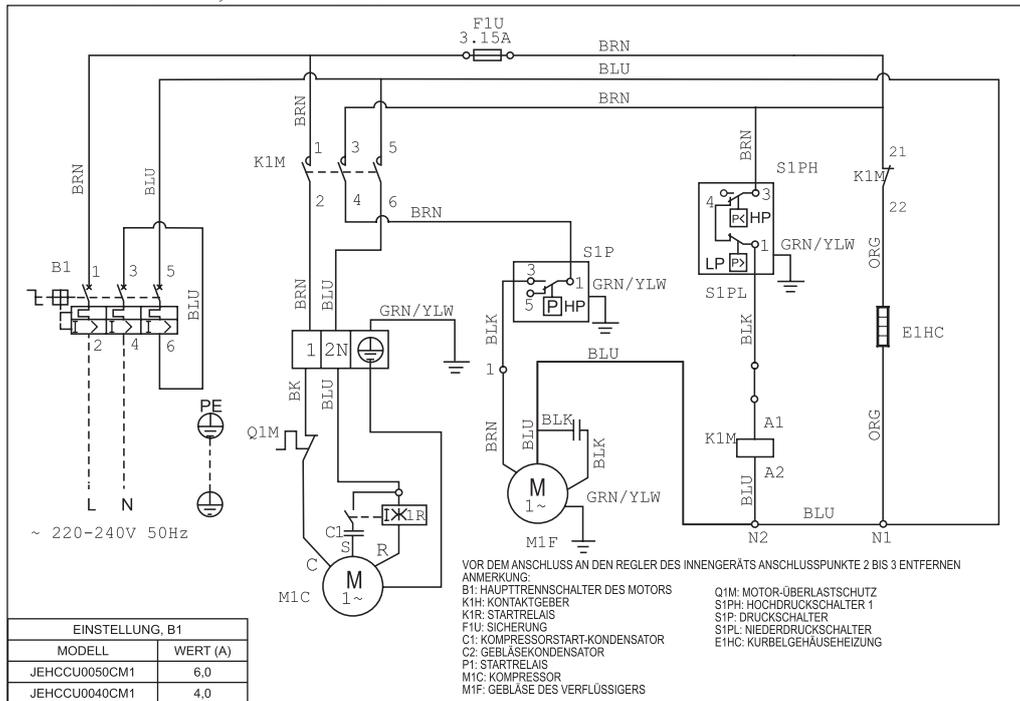 F1U
3.15A
BRN
BLU
BRN
BRN
BLU
BRN
BRN
K1M
1
3
5
2
4
6
BRN
S1PH
4
3
P<
HP
1
LP
P>
GRN/YLW
S1PL
21
K1M
22
ORG
B1
1
3
5
2
4
6
BLU
BRN
BLU
GRN/YLW
S1P
3
1
5
P
HP
GRN/YLW
BLK
1
1
2N
BLU
BLK
E1HC
BK
BLU
Q1M
PE
BRN
BLU
BLK
BLK
A1
K1M
A2
ORG
L
N
~ 220-240V 50Hz
I
1R
C1
S
R
C
M
1~
M1C
M
1~
GRN/YLW
M1F
BLU
BLU
N2
N1
VOR DEM ANSCHLUSS AN DEN REGLER DES INNENGERÄTS ANSCHLUSSPUNKTE 2 BIS 3 ENTFERNEN
ANMERKUNG:
B1: HAUPTTRENNSCHALTER DES MOTORS
K1H: KONTAKTGEBER
K1R: STARTRELAIS
F1U: SICHERUNG
C1: KOMPRESSORSTART-KONDENSATOR
C2: GEBLÄSEKONDENSATOR
P1: STARTRELAIS
M1C: KOMPRESSOR
M1F: GEBLÄSE DES VERFLÜSSIGERS
Q1M: MOTOR-ÜBERLASTSCHUTZ
S1PH: HOCHDRUCKSCHALTER 1
S1P: DRUCKSCHALTER
S1PL: NIEDERDRUCKSCHALTER
E1HC: KURBELGEHÄUSEHEIZUNG
EINSTELLUNG, B1
MODELL WERT (A)
JEHCCU0050CM1 6,0
JEHCCU0040CM1 4,0